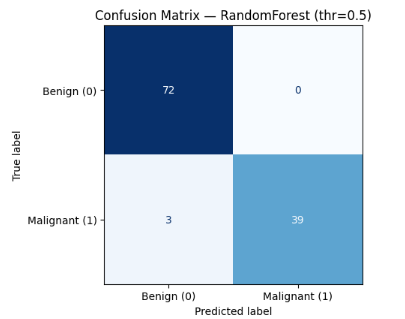 Confusion Matrix — RandomForest (thr=0.5)
True label
Benign (0)
72
0
Malignant (1)
3
39
Benign (0)
Malignant (1)
Predicted label